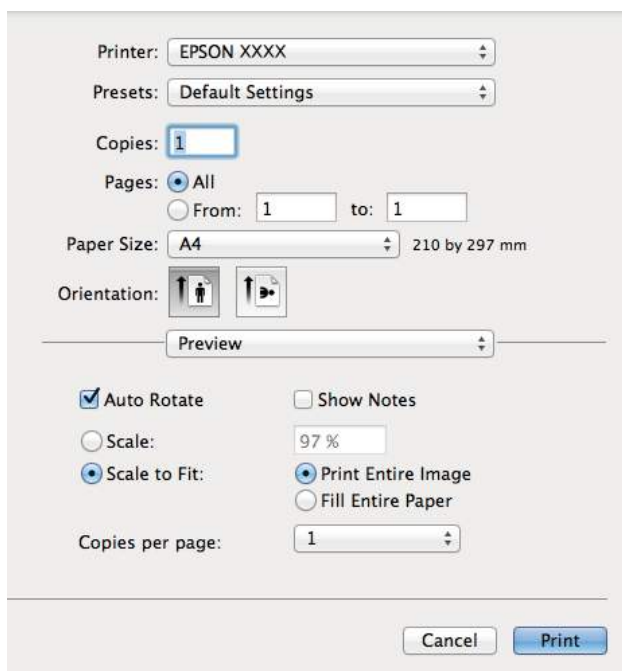 Printer: EPSON XXXX
Presets: Default Settings
Copies: 1
Pages: All
From: 1 to: 1
Paper Size: A4 210 by 297 mm
Orientation:
Preview
Auto Rotate Show Notes
Scale: 97 %
Scale to Fit: Print Entire Image
Fill Entire Paper
Copies per page: 1
Cancel Print